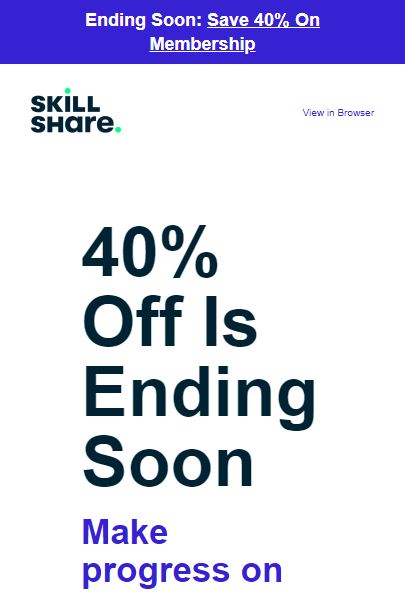 Ending Soon: Save 40% On
Membership
SKILL
SHare.
View in Browser
40%
Off Is
Ending
Soon
Make
progress on